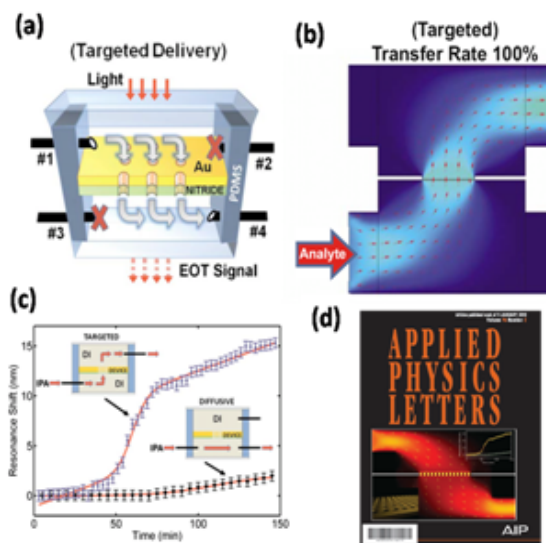 (a)
(Targeted Delivery)
Light
#1
#2
Au
NITRIDE
PDMS
#3
#4
EOT Signal
(b)
(Targeted)
Transfer Rate 100%
Analyte
(c)
Resonance Shift (nm)
15
10
5
0
TARGETED
DI
IPA
DEVICE
DI
DIFFUSIVE
DI
DEVICE
IPA
0
50
100
150
Time (min)
(d)
APPLIED
PHYSICS
LETTERS
AIP